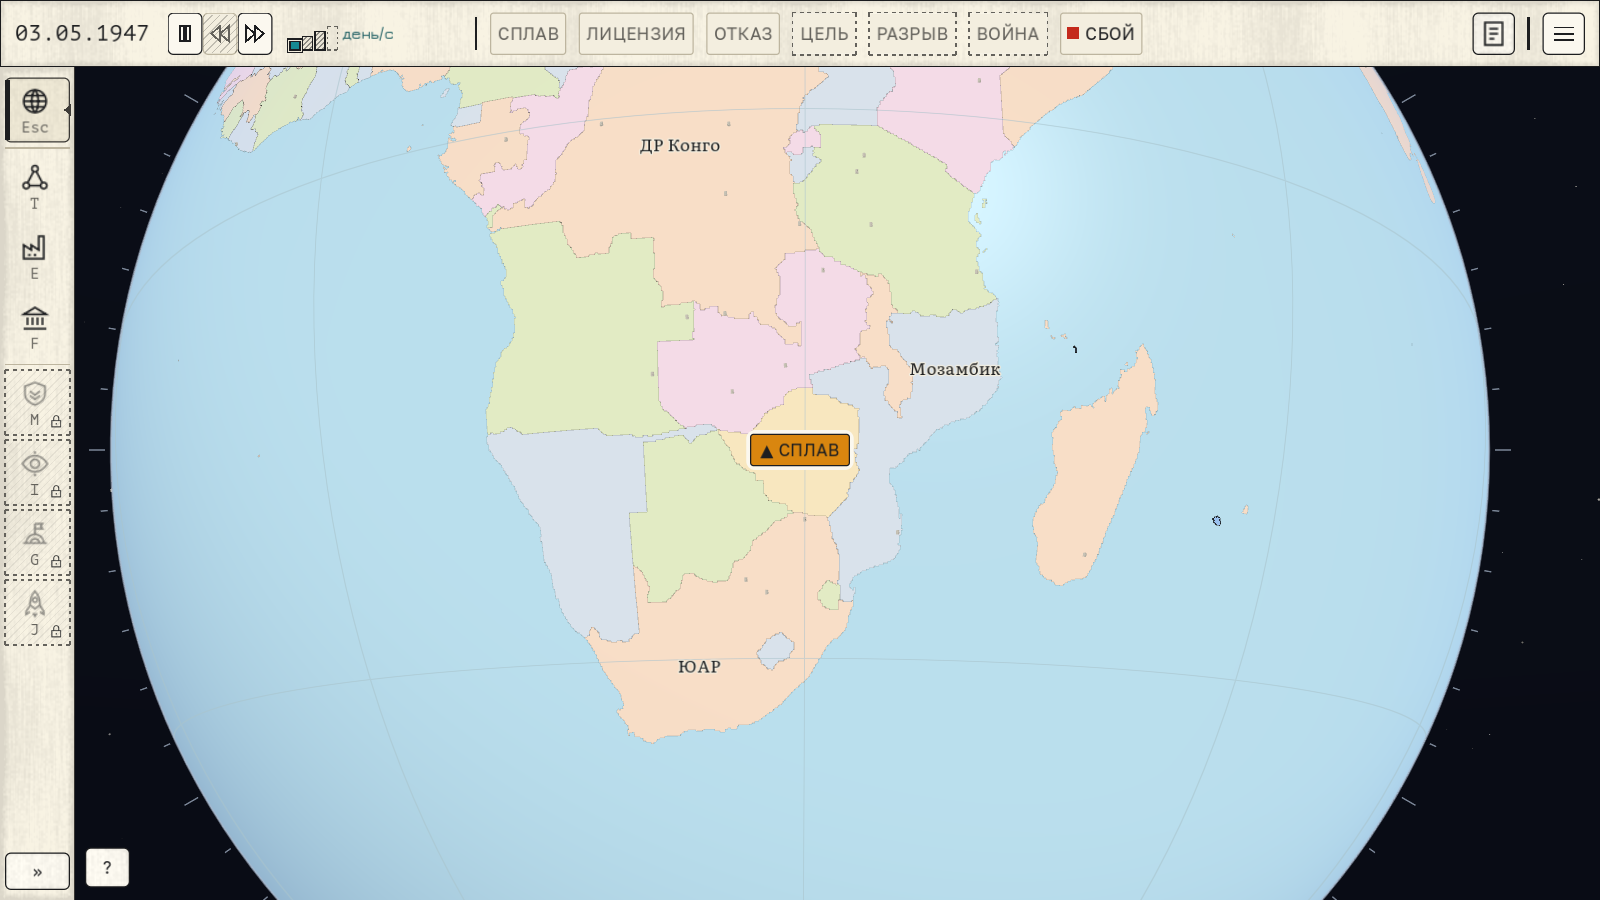 03.05.1947
день/с
СПЛАВ
ЛИЦЕНЗИЯ
ОТКАЗ
ЦЕЛЬ
РАЗРЫВ
ВОЙНА
СБОЙ
Esc
T
E
F
M
I
G
J
»
?
ДР Конго
Мозамбик
▲ СПЛАВ
ЮАР